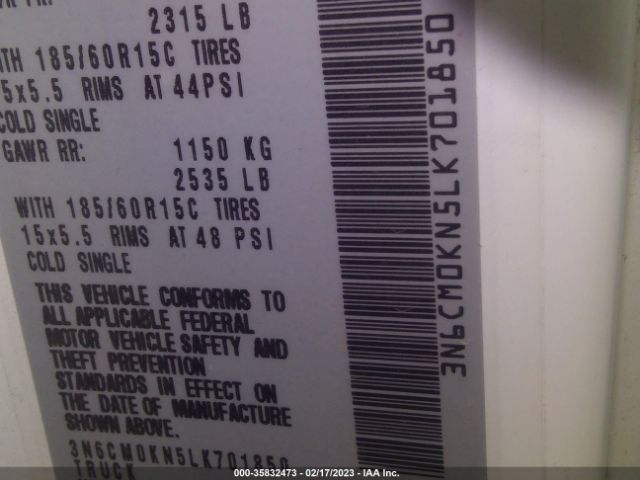 2315 LB
WITH 185/60R15C TIRES
15x5.5 RIMS AT 44PSI
COLD SINGLE
GAWR RR: 1150 KG
2535 LB
WITH 185/60R15C TIRES
15x5.5 RIMS AT 48 PSI
COLD SINGLE
THIS VEHICLE CONFORMS TO
ALL APPLICABLE FEDERAL
MOTOR VEHICLE SAFETY AND
THEFT PREVENTION
STANDARDS IN EFFECT ON
THE DATE OF MANUFACTURE
SHOWN ABOVE.
3N6CM0KN5LK701850
TRUCK
3N6CM0KN5LK701850
000-35832473 - 02/17/2023 - IAA Inc.